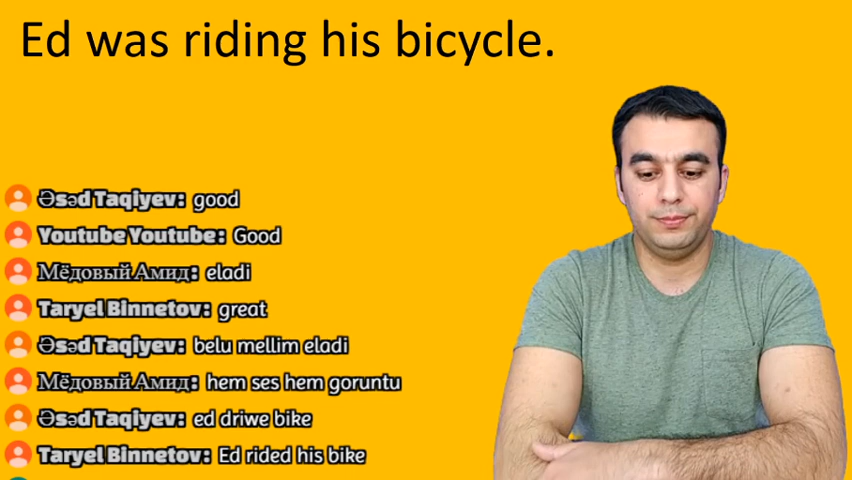 Ed was riding his bicycle.
Əsəd Taqiyev: good
Youtube Youtube: Good
Мёдовый Амид: eladi
Taryel Binnetov: great
Əsəd Taqiyev: belu mellim eladi
Мёдовый Амид: hem ses hem goruntu
Əsəd Taqiyev: ed driwe bike
Taryel Binnetov: Ed rided his bike